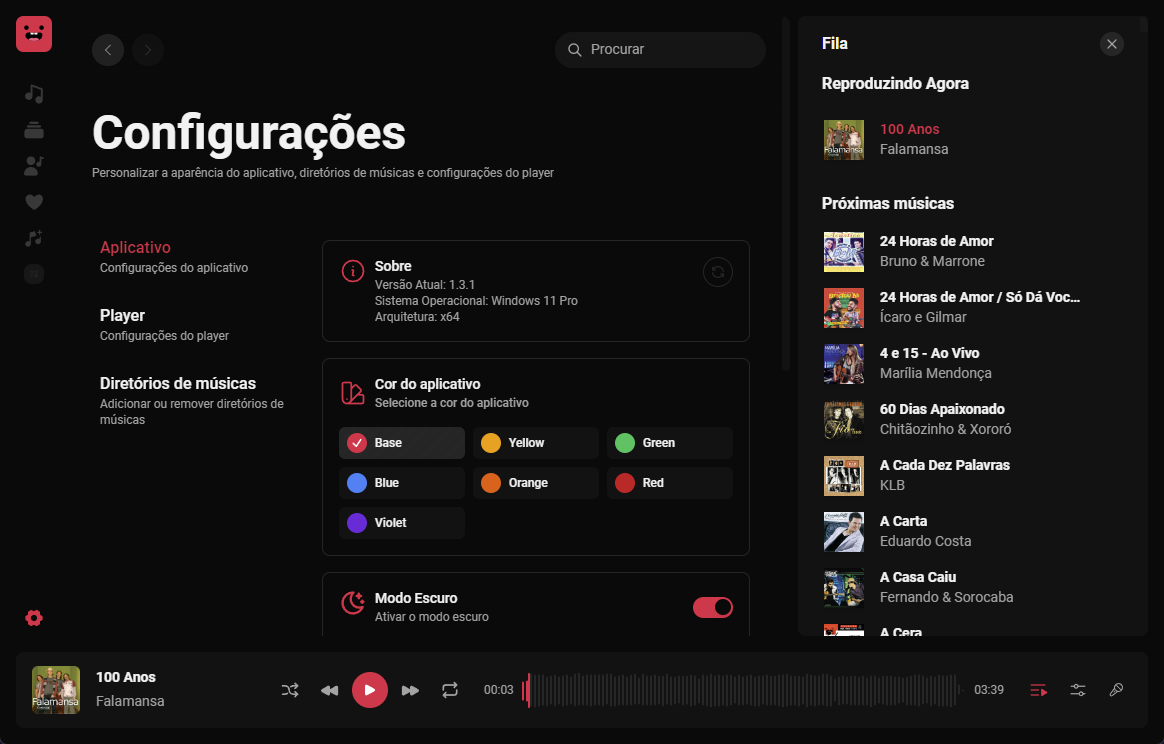 Procurar
Configurações
Personalizar a aparência do aplicativo, diretórios de músicas e configurações do player
Aplicativo
Configurações do aplicativo
Player
Configurações do player
Diretórios de músicas
Adicionar ou remover diretórios de
músicas
Sobre
Versão Atual: 1.3.1
Sistema Operacional: Windows 11 Pro
Arquitetura: x64
Cor do aplicativo
Selecione a cor do aplicativo
Base
Yellow
Green
Blue
Orange
Red
Violet
Modo Escuro
Ativar o modo escuro
Fila
Reproduzindo Agora
Falamansa
100 Anos
Falamansa
Próximas músicas
24 Horas de Amor
Bruno & Marrone
24 Horas de Amor / Só Dá Voc...
Ícaro e Gilmar
4 e 15 - Ao Vivo
Marília Mendonça
60 Dias Apaixonado
Chitãozinho & Xororó
A Cada Dez Palavras
KLB
A Carta
Eduardo Costa
A Casa Caiu
Fernando & Sorocaba
A Cera
Falamansa
100 Anos
Falamansa
00:03
03:39